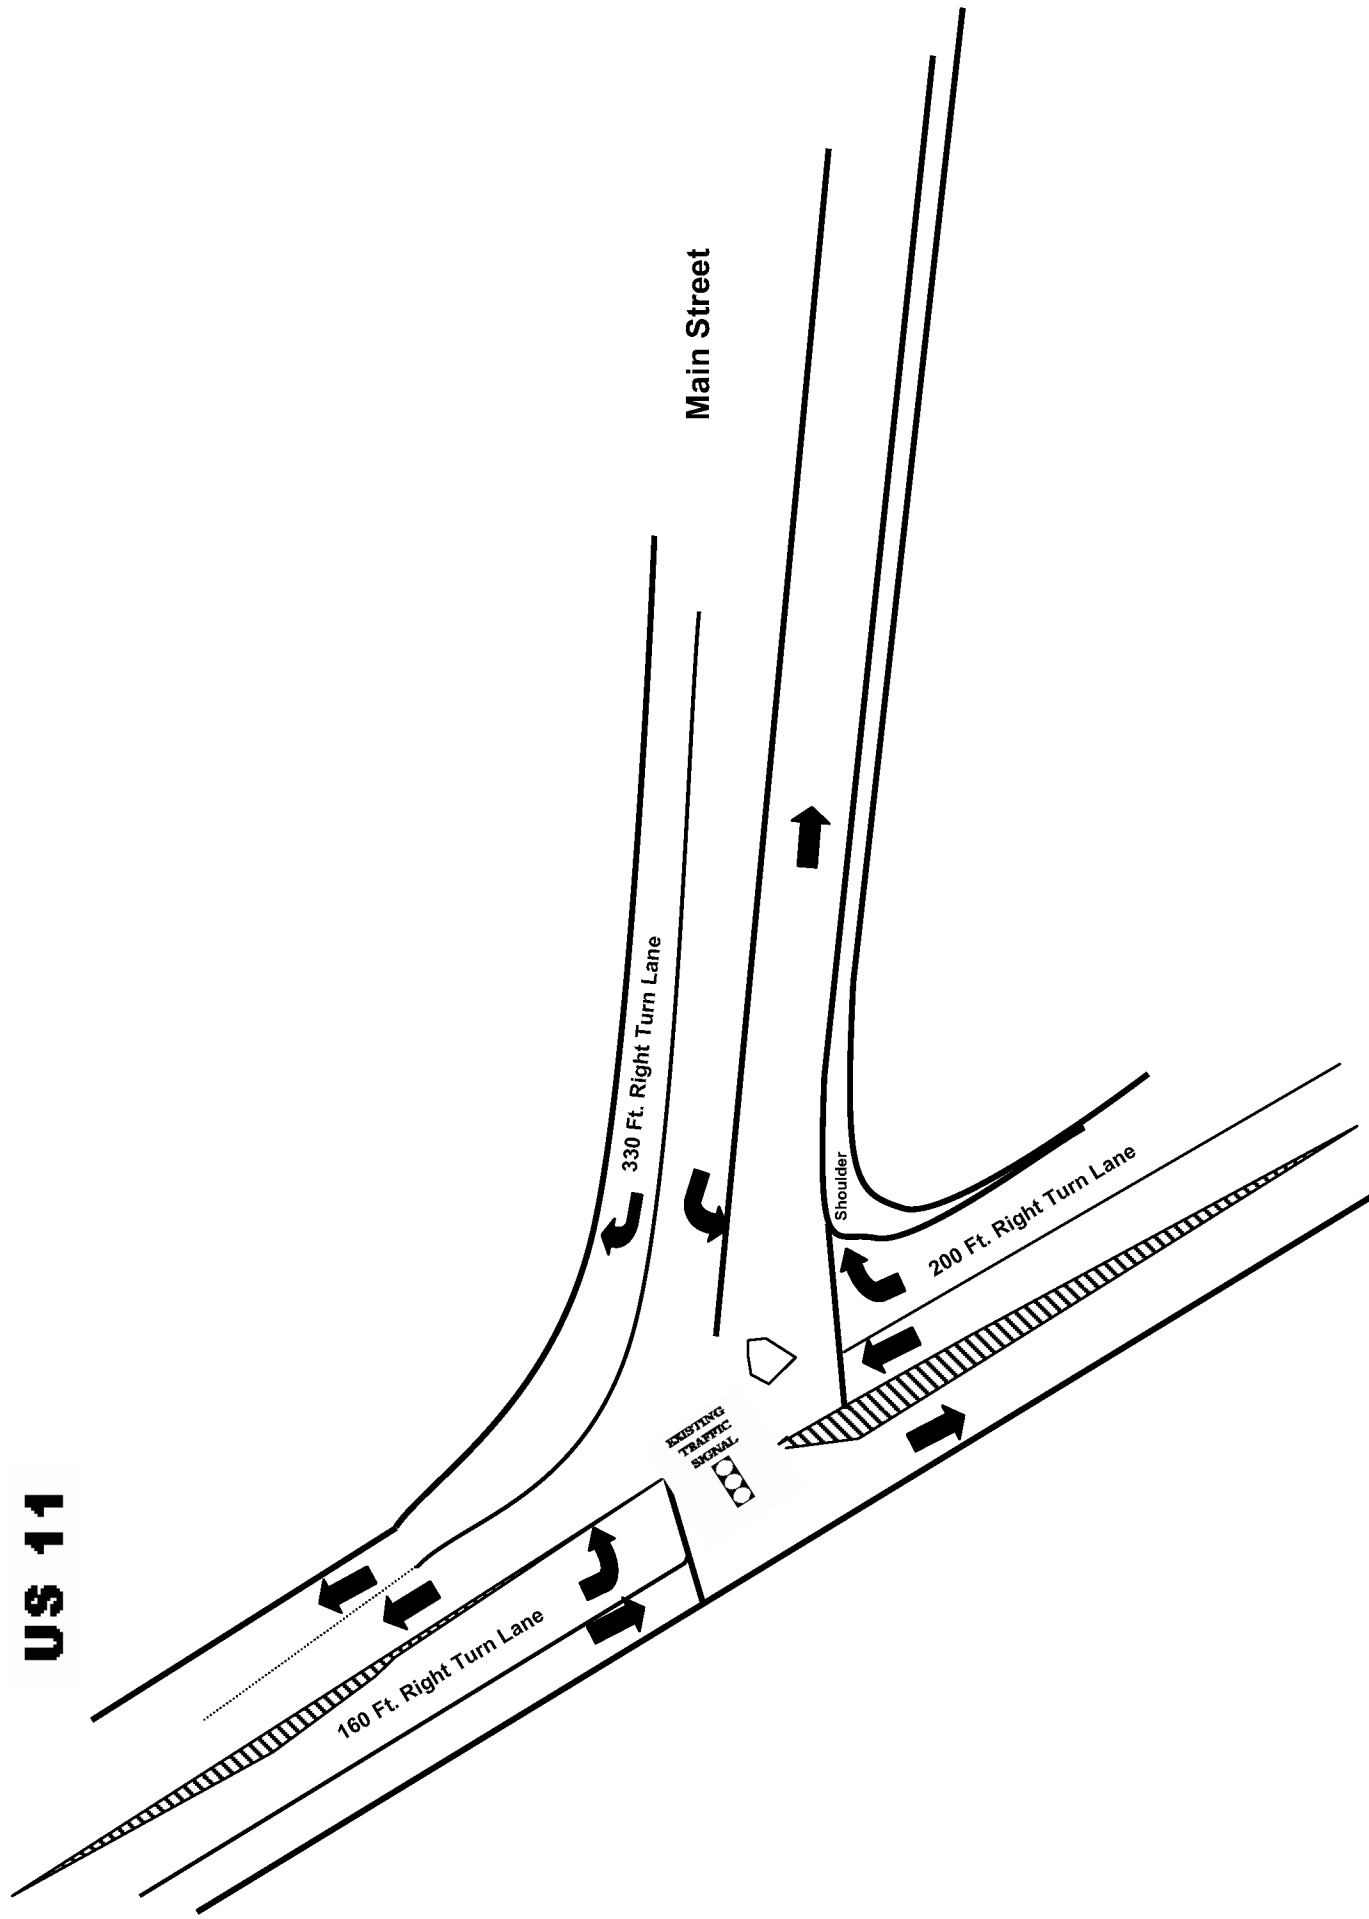 US 11
Main Street
330 Ft. Right Turn Lane
Shoulder
200 Ft. Right Turn Lane
EXISTING
TRAFFIC
SIGNAL
160 Ft. Right Turn Lane